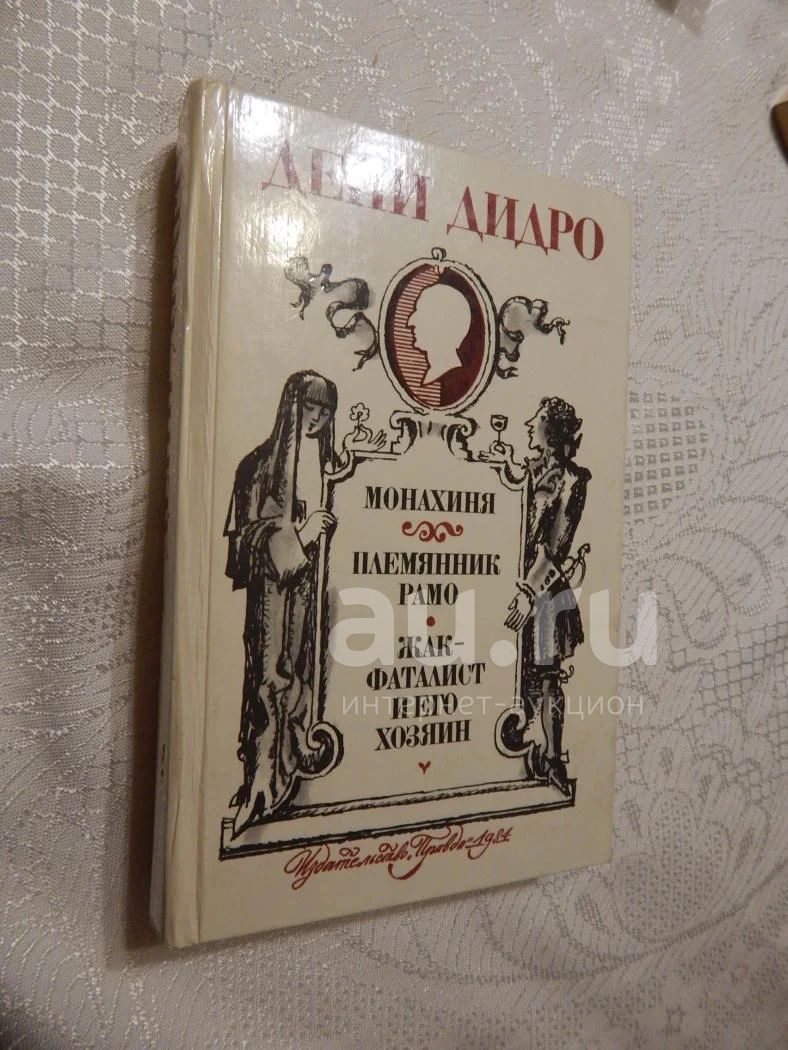 ДЕНИ ДИДРО
МОНАХИНЯ
ПЛЕМЯННИК
РАМО
ЖАК-
ФАТАЛИСТ
И ЕГО
ХОЗЯИН
Издательство „Правда“ 1984
au.ru
интернет-аукцион